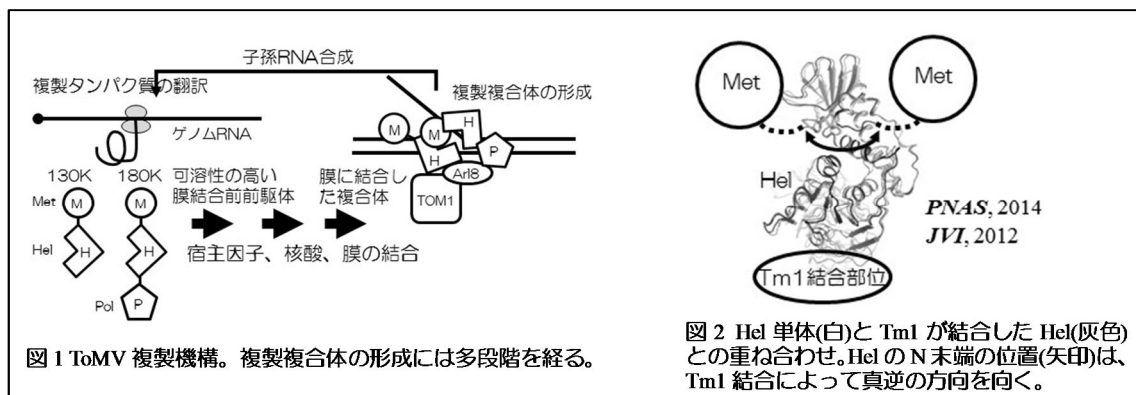 子孫RNA合成
複製タンパク質の翻訳
複製複合体の形成
ゲノムRNA
M
M
H
P
H
Arl8
TOM1
130K
180K
可溶性の高い
膜結合前前駆体
膜に結合し
た複合体
Met
M
M
Hel
H
H
宿主因子、核酸、膜の結合
Pol
P
図1 ToMV 複製機構。複製複合体の形成には多段階を経る。
Met
Met
Hel
PNAS, 2014
JVI, 2012
Tm1結合部位
図2 Hel 単体(白)と Tm1 が結合した Hel(灰色)
との重ね合わせ。Hel の N 末端の位置(矢印)は、
Tm1 結合によって真逆の方向を向く。